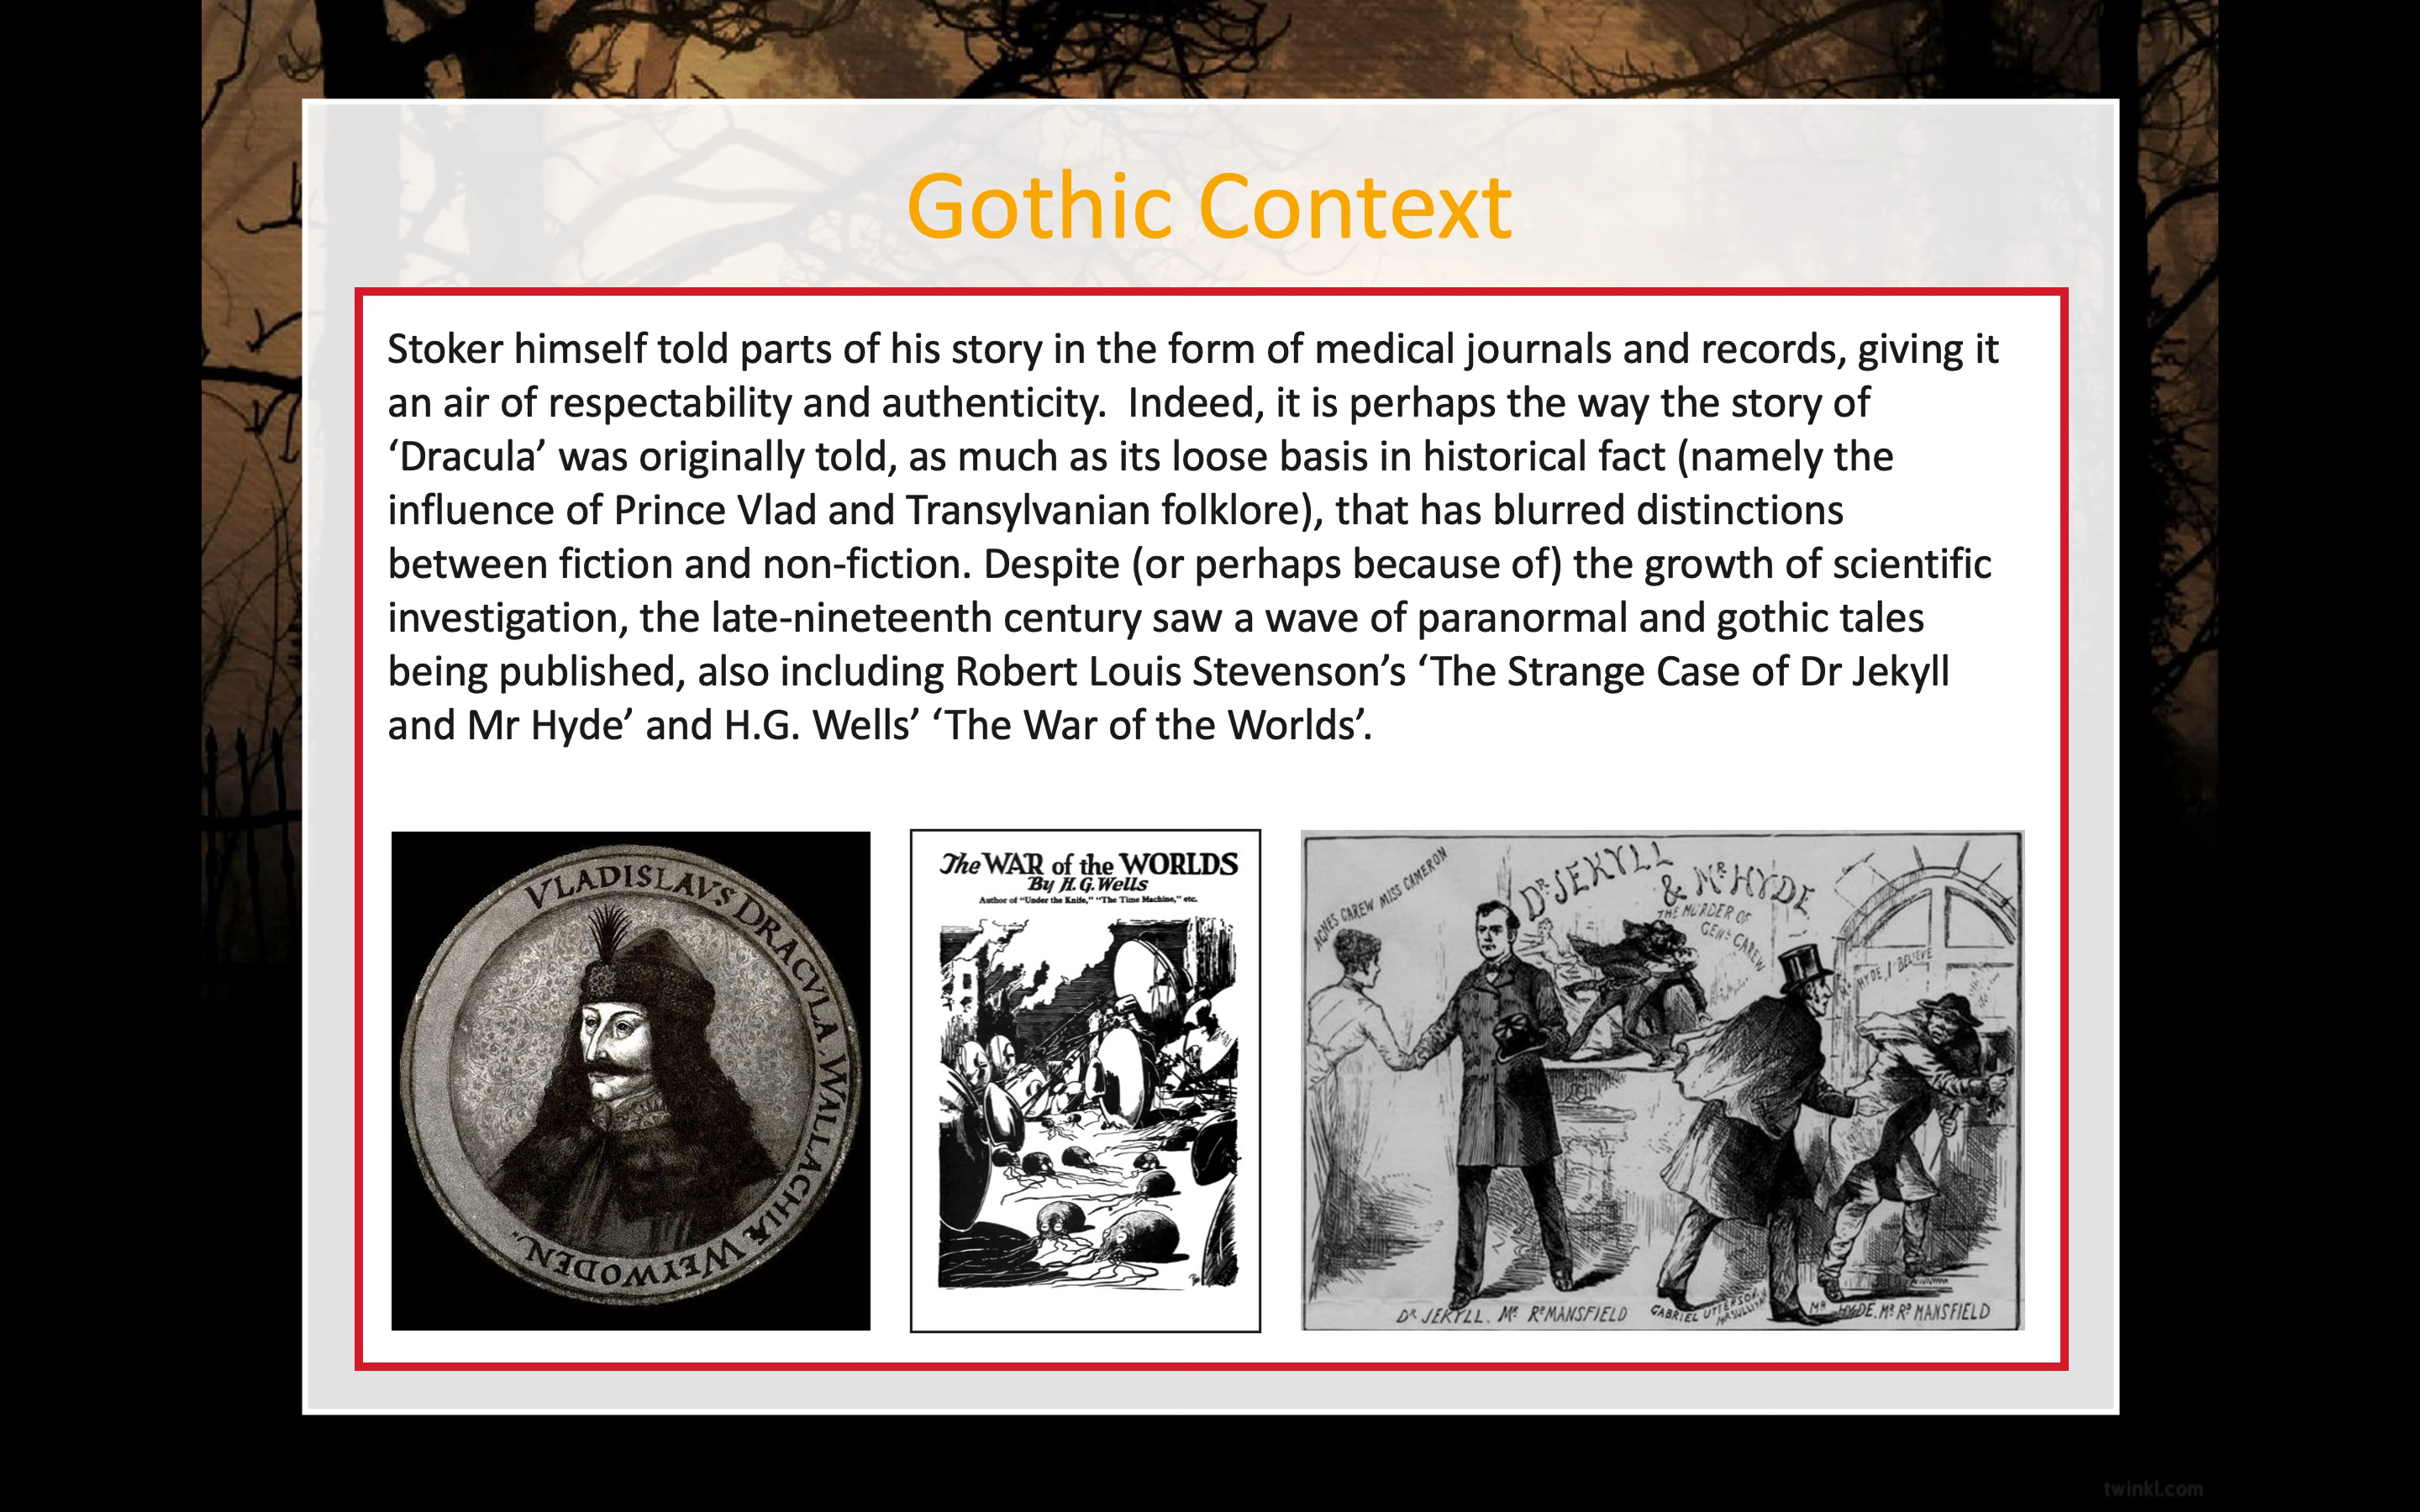 Gothic Context
Stoker himself told parts of his story in the form of medical journals and records, giving it
an air of respectability and authenticity.  Indeed, it is perhaps the way the story of
‘Dracula’ was originally told, as much as its loose basis in historical fact (namely the
influence of Prince Vlad and Transylvanian folklore), that has blurred distinctions
between fiction and non-fiction. Despite (or perhaps because of) the growth of scientific
investigation, the late-nineteenth century saw a wave of paranormal and gothic tales
being published, also including Robert Louis Stevenson’s ‘The Strange Case of Dr Jekyll
and Mr Hyde’ and H.G. Wells’ ‘The War of the Worlds’.
VLADISLAVS DRACVLA, WALLACHIÆ WEYWODEN
The WAR of the WORLDS
By H.G.Wells
Author of "Under the Knife," "The Time Machine," etc.
AGNES CAREW MISS CAMERON
DR JEKYLL
& MR HYDE
THE MURDER OF
GENL CAREW
HYDE, I BELIEVE
DR JEKYLL. MR RD MANSFIELD
GABRIEL UTTERSON
MR SULLIVAN
MR HYDE. MR RD MANSFIELD
twinkl.com